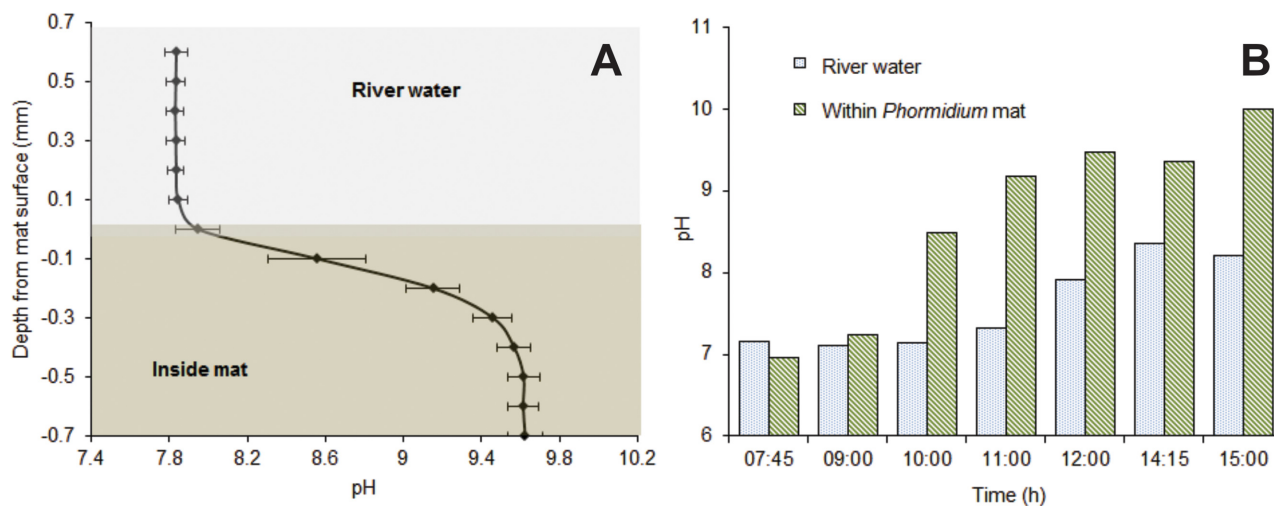 A
0.7
0.5
0.3
0.1
-0.1
-0.3
-0.5
-0.7
Depth from mat surface (mm)
River water
Inside mat
7.4 7.8 8.2 8.6 9 9.4 9.8 10.2
pH
B
11
10
9
8
7
6
pH
River water
Within Phormidium mat
07:45 09:00 10:00 11:00 12:00 14:15 15:00
Time (h)